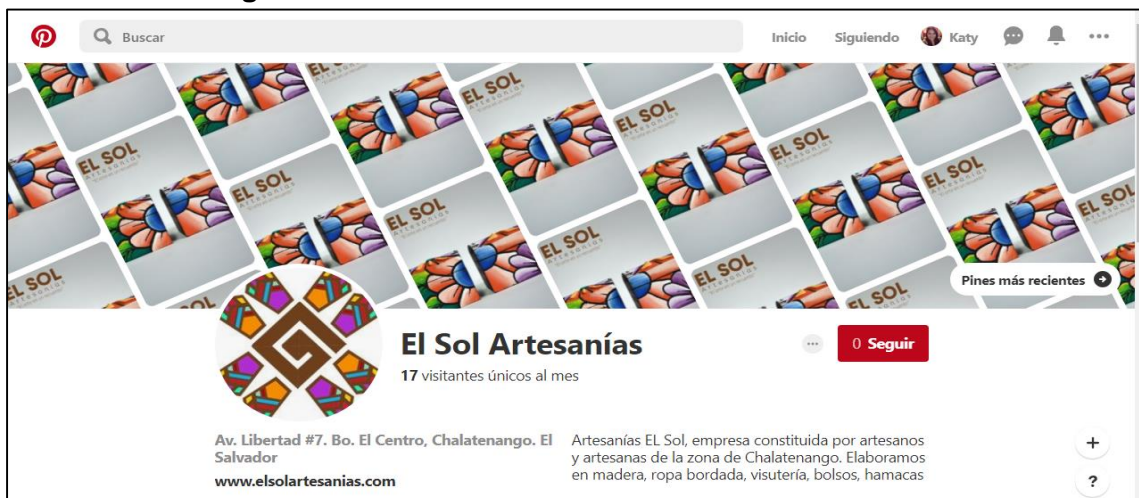 Buscar
Inicio Siguiendo Katy
EL SOL
ARTESANIAS
Pines más recientes
El Sol Artesanías
17 visitantes únicos al mes
0 Seguir
Av. Libertad #7. Bo. El Centro, Chalatenango. El
Salvador
www.elsolartesanias.com
Artesanías EL Sol, empresa constituida por artesanos
y artesanas de la zona de Chalatenango. Elaboramos
en madera, ropa bordada, visutería, bolsos, hamacas
+
?